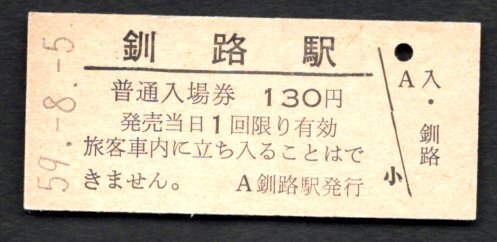 釧路駅
普通入場券 130円
発売当日1回限り有効
旅客車内に立ち入ることはで
きません。 A釧路駅発行
59.-8.-5.
A
入・釧路
小